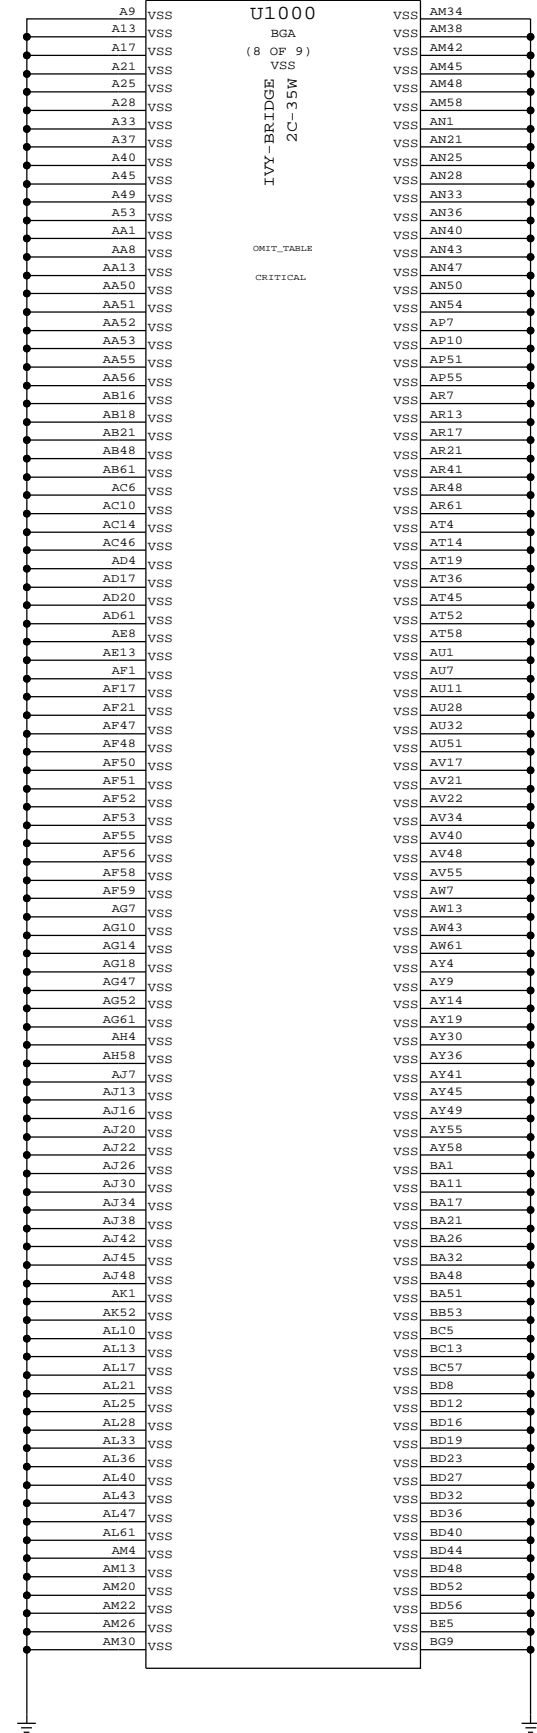 A9 VSS U1000 VSS AM34
A13 VSS BGA VSS AM38
A17 VSS (8 OF 9) VSS AM42
A21 VSS VSS VSS AM45
A25 VSS IVY-BRIDGE 2C-35W VSS AM48
A28 VSS VSS AM58
A33 VSS VSS AN1
A37 VSS VSS AN21
A40 VSS VSS AN25
A45 VSS VSS AN28
A49 VSS VSS AN33
A53 VSS VSS AN36
AA1 VSS VSS AN40
AA8 VSS OMIT_TABLE VSS AN43
AA13 VSS CRITICAL VSS AN47
AA50 VSS VSS AN50
AA51 VSS VSS AN54
AA52 VSS VSS AP7
AA53 VSS VSS AP10
AA55 VSS VSS AP51
AA56 VSS VSS AP55
AB16 VSS VSS AR7
AB18 VSS VSS AR13
AB21 VSS VSS AR17
AB48 VSS VSS AR21
AB61 VSS VSS AR41
AC6 VSS VSS AR48
AC10 VSS VSS AR61
AC14 VSS VSS AT4
AC46 VSS VSS AT14
AD4 VSS VSS AT19
AD17 VSS VSS AT36
AD20 VSS VSS AT45
AD61 VSS VSS AT52
AE8 VSS VSS AT58
AE13 VSS VSS AU1
AF1 VSS VSS AU7
AF17 VSS VSS AU11
AF21 VSS VSS AU28
AF47 VSS VSS AU32
AF48 VSS VSS AU51
AF50 VSS VSS AV17
AF51 VSS VSS AV21
AF52 VSS VSS AV22
AF53 VSS VSS AV34
AF55 VSS VSS AV40
AF56 VSS VSS AV48
AF58 VSS VSS AV55
AF59 VSS VSS AW7
AG7 VSS VSS AW13
AG10 VSS VSS AW43
AG14 VSS VSS AW61
AG18 VSS VSS AY4
AG47 VSS VSS AY9
AG52 VSS VSS AY14
AG61 VSS VSS AY19
AH4 VSS VSS AY30
AH58 VSS VSS AY36
AJ7 VSS VSS AY41
AJ13 VSS VSS AY45
AJ16 VSS VSS AY49
AJ20 VSS VSS AY55
AJ22 VSS VSS AY58
AJ26 VSS VSS BA1
AJ30 VSS VSS BA11
AJ34 VSS VSS BA17
AJ38 VSS VSS BA21
AJ42 VSS VSS BA26
AJ45 VSS VSS BA32
AJ48 VSS VSS BA48
AK1 VSS VSS BA51
AK52 VSS VSS BB53
AL10 VSS VSS BC5
AL13 VSS VSS BC13
AL17 VSS VSS BC57
AL21 VSS VSS BD8
AL25 VSS VSS BD12
AL28 VSS VSS BD16
AL33 VSS VSS BD19
AL36 VSS VSS BD23
AL40 VSS VSS BD27
AL43 VSS VSS BD32
AL47 VSS VSS BD36
AL61 VSS VSS BD40
AM4 VSS VSS BD44
AM13 VSS VSS BD48
AM20 VSS VSS BD52
AM22 VSS VSS BD56
AM26 VSS VSS BE5
AM30 VSS VSS BG9